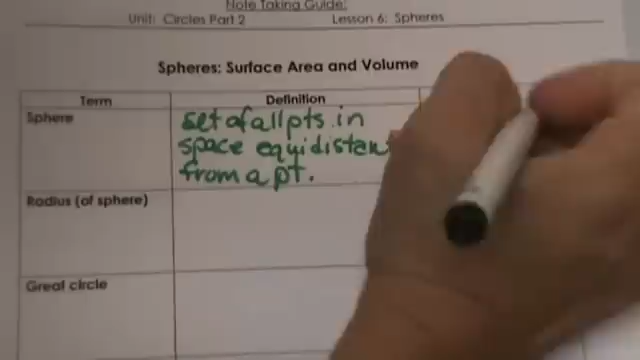 Note Taking Guide:
Unit: Circles Part 2 Lesson 6: Spheres
Spheres: Surface Area and Volume
Term Definition
Sphere
set of all pts. in
space equidistan
from a pt.
Radius (of sphere)
Great circle